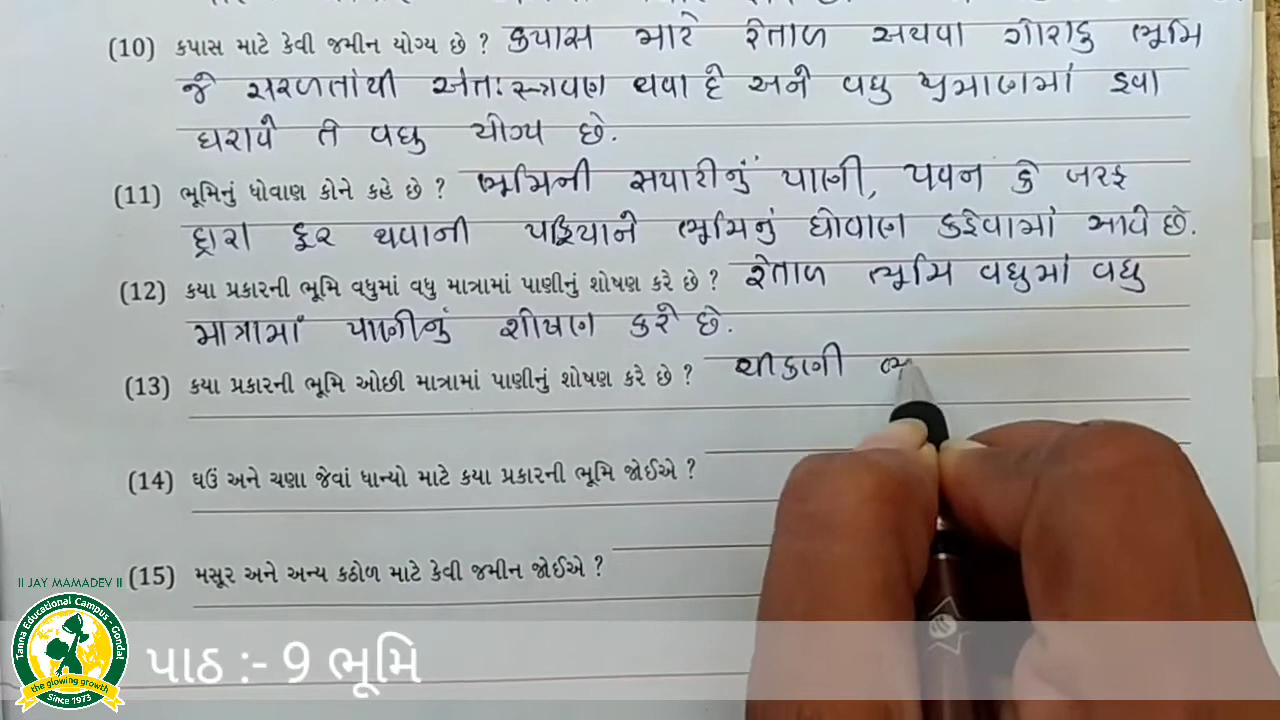 (10) કપાસ માટે કેવી જમીન યોગ્ય છે ? કપાસ માટે રેતાળ અથવા ગોરાડુ ભૂમિ
જે સરળતાથી અંતઃસ્ત્રવણ થવા દે અને વધુ પ્રમાણમાં હવા
ધરાવે તે વધુ યોગ્ય છે.
(11) ભૂમિનું ધોવાણ કોને કહે છે ? ભૂમિની સપાટીનું પાણી, પવન કે બરફ
દ્વારા દૂર થવાની પ્રક્રિયાને ભૂમિનું ધોવાણ કહેવામાં આવે છે.
(12) કયા પ્રકારની ભૂમિ વધુમાં વધુ માત્રામાં પાણીનું શોષણ કરે છે ? રેતાળ ભૂમિ વધુમાં વધુ
માત્રામાં પાણીનું શોષણ કરે છે.
(13) કયા પ્રકારની ભૂમિ ઓછી માત્રામાં પાણીનું શોષણ કરે છે ? ચીકણી ભૂ
(14) ઘઉં અને ચણા જેવાં ધાન્યો માટે કયા પ્રકારની ભૂમિ જોઈએ ?
(15) મસૂર અને અન્ય કઠોળ માટે કેવી જમીન જોઈએ ?
॥ JAY MAMADEV ॥
Tanna Educational Campus - Gondal
the glowing growth
Since 1973
પાઠ :- 9 ભૂમિ